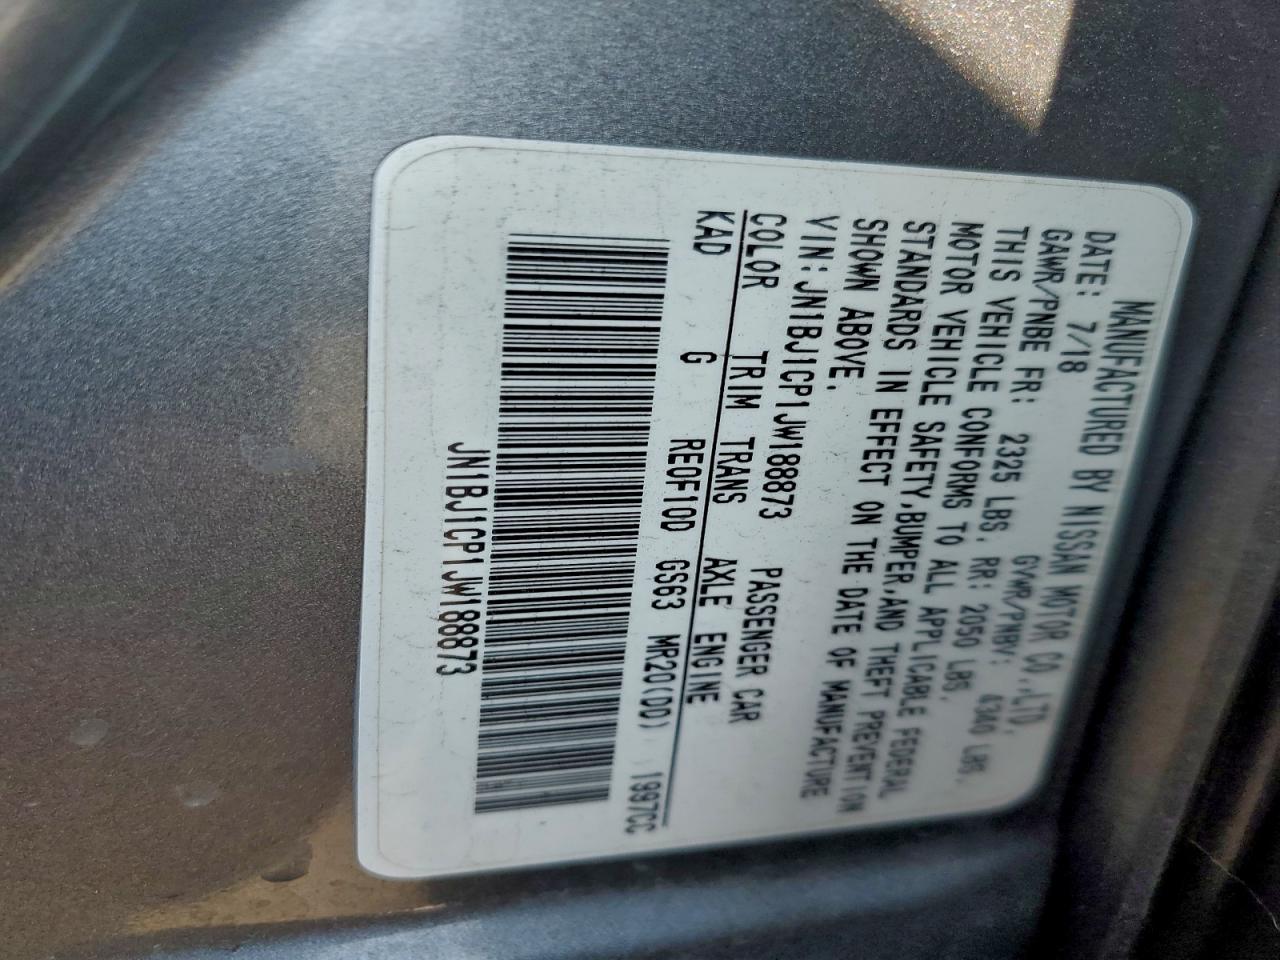 MANUFACTURED BY NISSAN MOTOR CO.,LTD.
DATE: 7/18 GVWR/PNBV: 4340 LBS.
GAWR/PNBE FR: 2325 LBS. RR: 2050 LBS.
THIS VEHICLE CONFORMS TO ALL APPLICABLE FEDERAL
MOTOR VEHICLE SAFETY,BUMPER,AND THEFT PREVENTION
STANDARDS IN EFFECT ON THE DATE OF MANUFACTURE
SHOWN ABOVE.
VIN:JN1BJ1CP1JW188873 PASSENGER CAR
COLOR TRIM TRANS AXLE ENGINE
KAD G REOF10D GS63 MR20(DD) 1997CC
JN1BJ1CP1JW188873